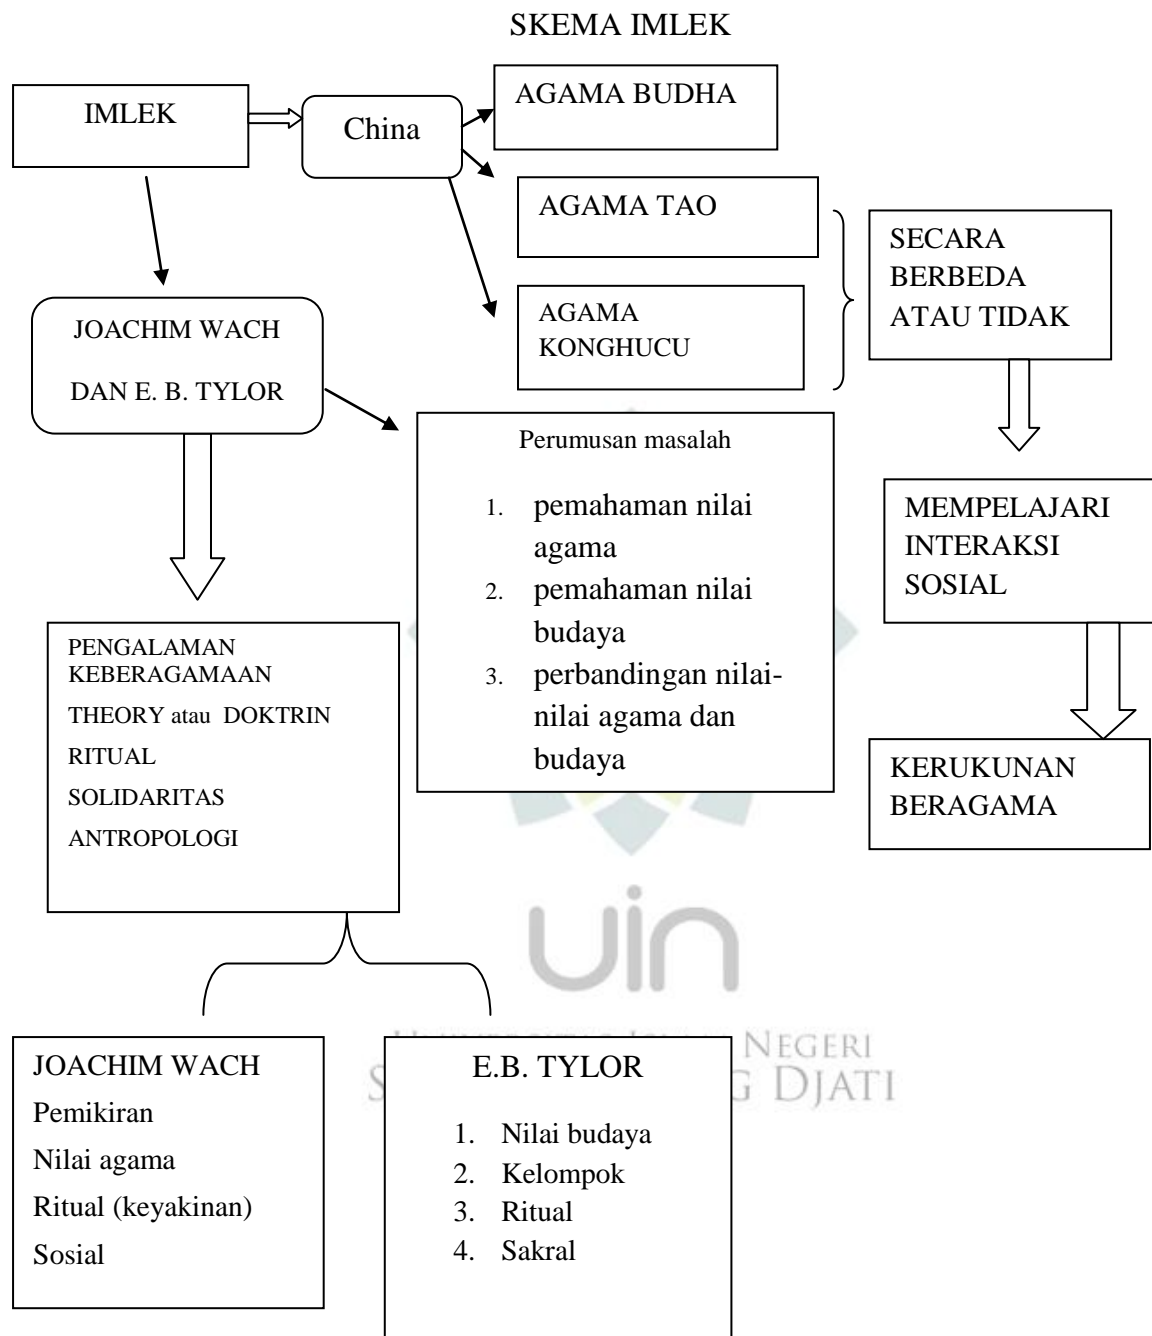 SKEMA IMLEK
IMLEK
China
AGAMA BUDHA
AGAMA TAO
AGAMA
KONGHUCU
SECARA
BERBEDA
ATAU TIDAK
JOACHIM WACH
DAN E. B. TYLOR
Perumusan masalah
1. pemahaman nilai
agama
2. pemahaman nilai
budaya
3. perbandingan nilai-
nilai agama dan
budaya
MEMPELAJARI
INTERAKSI
SOSIAL
KERUKUNAN
BERAGAMA
PENGALAMAN
KEBERAGAMAAN
THEORY atau DOKTRIN
RITUAL
SOLIDARITAS
ANTROPOLOGI
uin
NEGERI
DJATI
JOACHIM WACH
Pemikiran
Nilai agama
Ritual (keyakinan)
Sosial
E.B. TYLOR
1. Nilai budaya
2. Kelompok
3. Ritual
4. Sakral